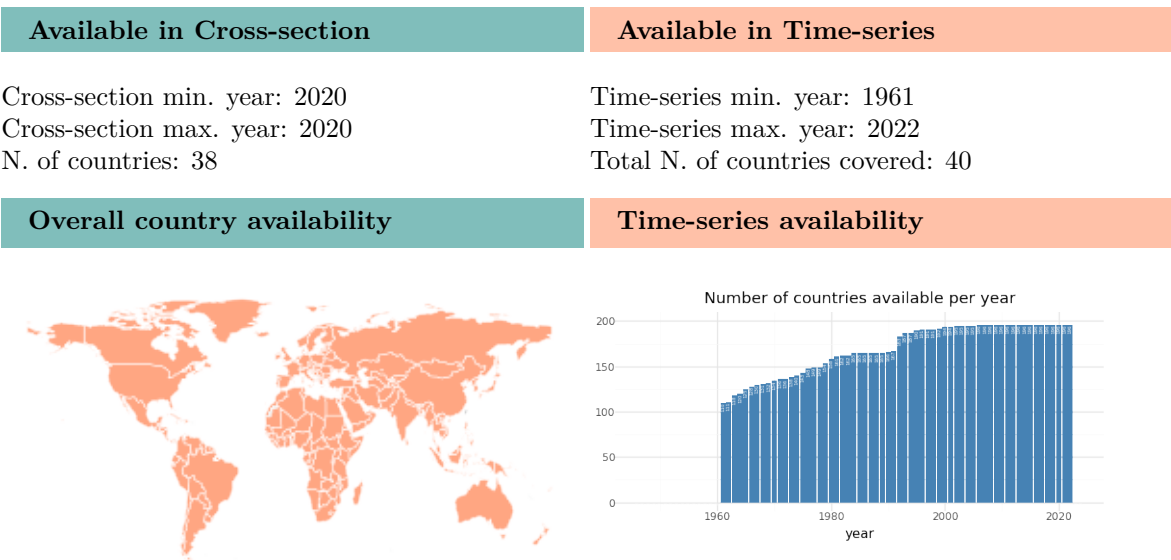 Available in Cross-section
Available in Time-series
Cross-section min. year: 2020
Cross-section max. year: 2020
N. of countries: 38
Time-series min. year: 1961
Time-series max. year: 2022
Total N. of countries covered: 40
Overall country availability
Time-series availability
Number of countries available per year
200
150
100
50
0
1960 1980 2000 2020
year